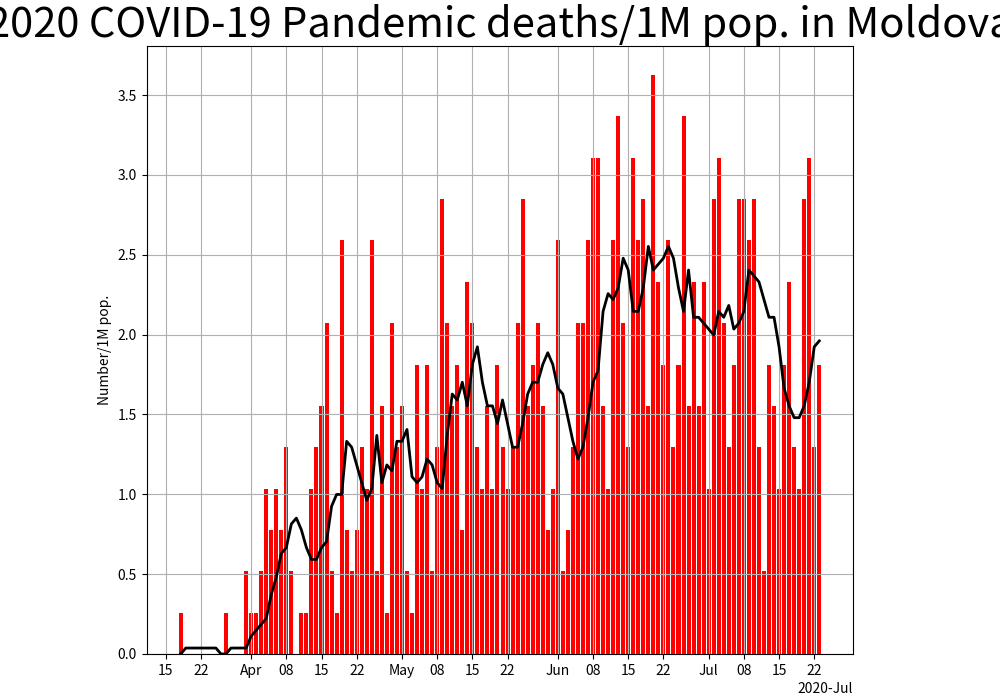 2020 COVID-19 Pandemic deaths/1M pop. in Moldova
3.5
3.0
2.5
2.0
1.5
1.0
0.5
0.0
Number/1M pop.
15 22 Apr 08 15 22 May 08 15 22 Jun 08 15 22 Jul 08 15 22
2020-Jul